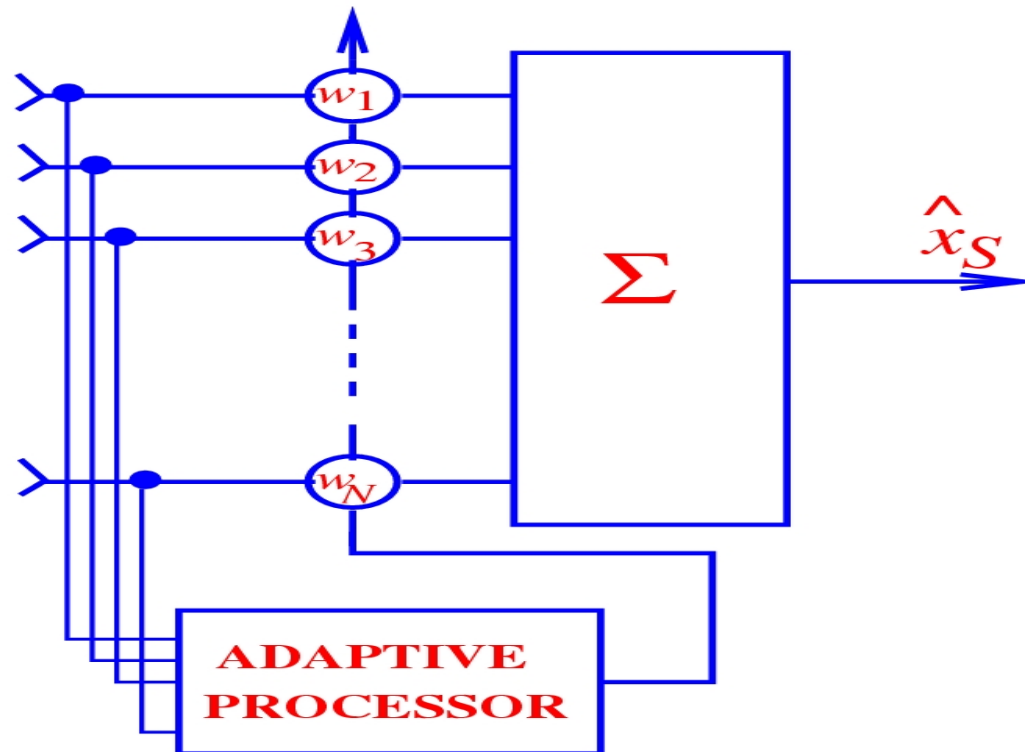 w1
w2
w3
Σ
x̂S
wN
ADAPTIVE
PROCESSOR